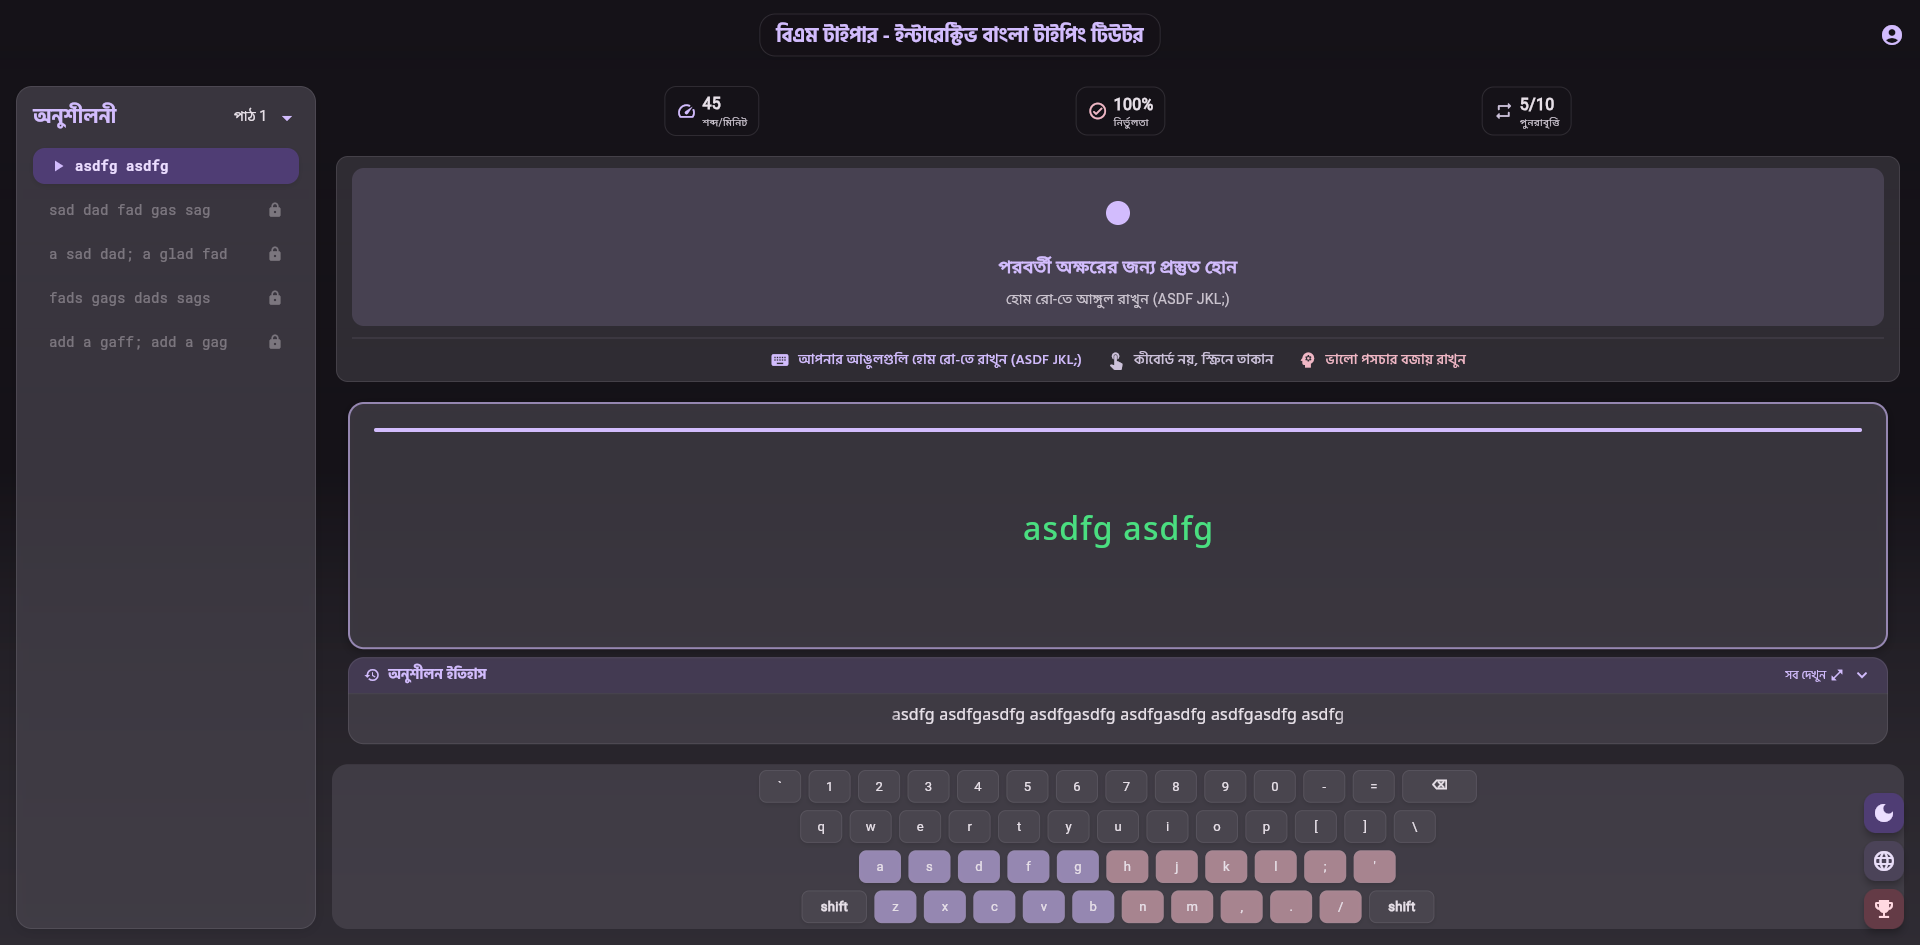 বিএম টাইপার - ইন্টারেক্টিভ বাংলা টাইপিং টিউটর
অনুশীলনী
পাঠ 1
asdfg asdfg
sad dad fad gas sag
a sad dad; a glad fad
fads gags dads sags
add a gaff; add a gag
45
শব্দ/মিনিট
100%
নির্ভুলতা
5/10
পুনরাবৃত্তি
পরবর্তী অক্ষরের জন্য প্রস্তুত হোন
হোম রো-তে আঙ্গুল রাখুন (ASDF JKL;)
আপনার আঙুলগুলি হোম রো-তে রাখুন (ASDF JKL;)
কীবোর্ড নয়, স্ক্রিনে তাকান
ভালো পসচার বজায় রাখুন
asdfg asdfg
অনুশীলন ইতিহাস
সব দেখুন
asdfg asdfgasdfg asdfgasdfg asdfgasdfg asdfgasdfg asdfg
` 1 2 3 4 5 6 7 8 9 0 - =
q w e r t y u i o p [ ] \
a s d f g h j k l ; '
shift z x c v b n m , . / shift